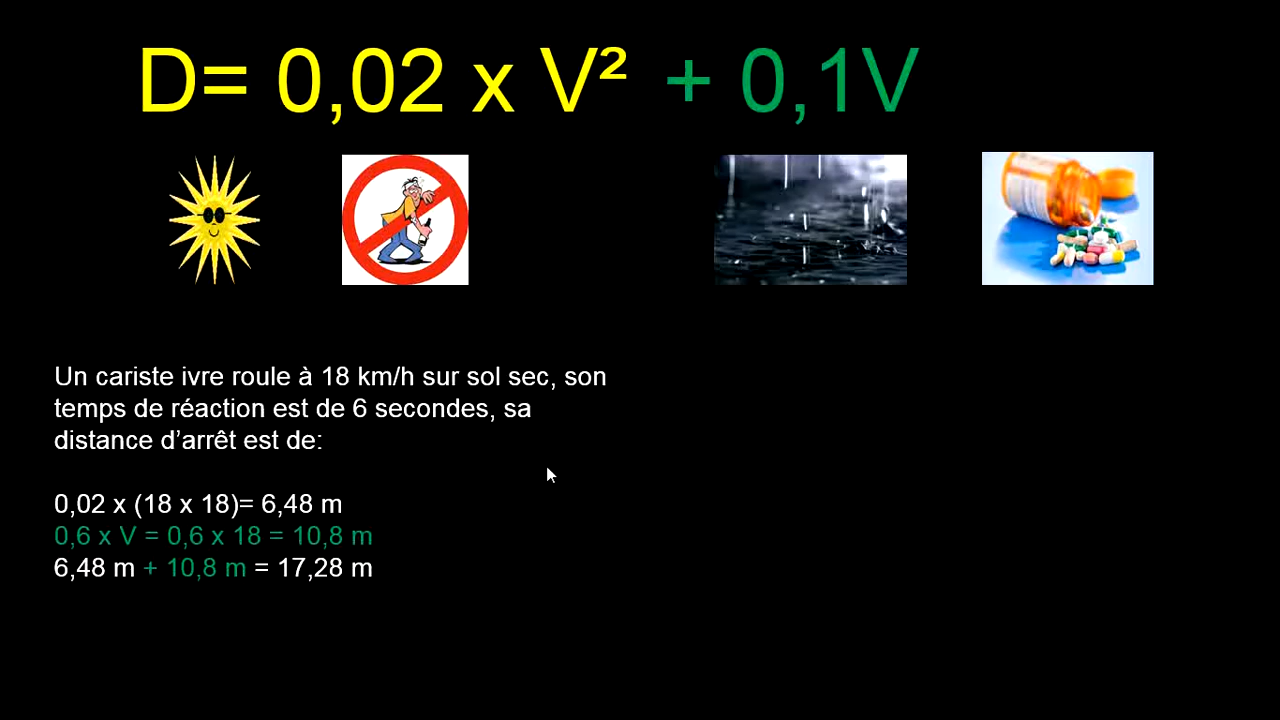 D= 0,02 x V² + 0,1V
Un cariste ivre roule à 18 km/h sur sol sec, son
temps de réaction est de 6 secondes, sa
distance d’arrêt est de:
0,02 x (18 x 18)= 6,48 m
0,6 x V = 0,6 x 18 = 10,8 m
6,48 m + 10,8 m = 17,28 m